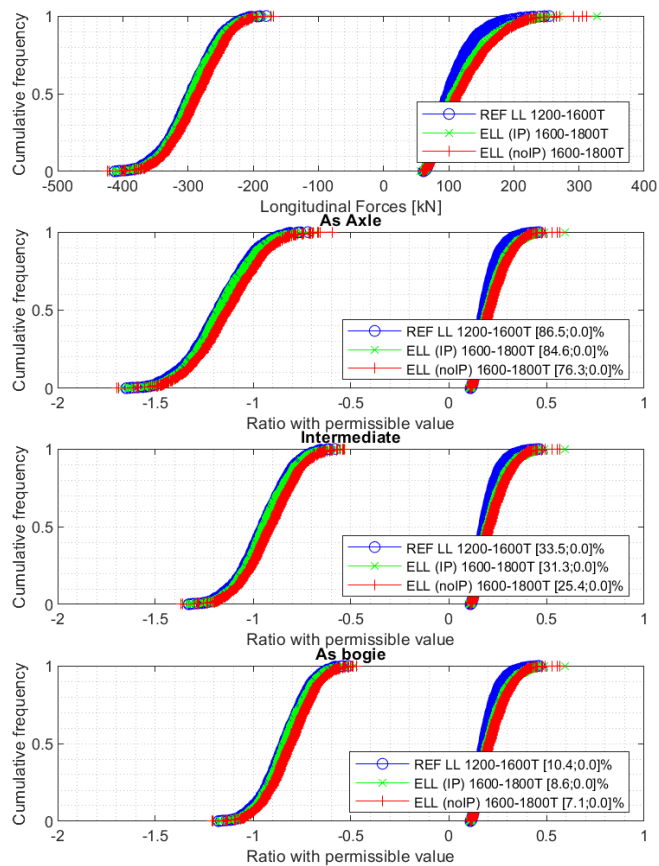 Cumulative frequency
1
0.5
0
REF LL 1200-1600T
ELL (IP) 1600-1800T
ELL (noIP) 1600-1800T
-500 -400 -300 -200 -100 0 100 200 300 400
Longitudinal Forces [kN]
As Axle
Cumulative frequency
1
0.5
0
REF LL 1200-1600T [86.5;0.0]%
ELL (IP) 1600-1800T [84.6;0.0]%
ELL (noIP) 1600-1800T [76.3;0.0]%
-2 -1.5 -1 -0.5 0 0.5 1
Ratio with permissible value
Intermediate
Cumulative frequency
1
0.5
0
REF LL 1200-1600T [33.5;0.0]%
ELL (IP) 1600-1800T [31.3;0.0]%
ELL (noIP) 1600-1800T [25.4;0.0]%
-2 -1.5 -1 -0.5 0 0.5 1
Ratio with permissible value
As bogie
Cumulative frequency
1
0.5
0
REF LL 1200-1600T [10.4;0.0]%
ELL (IP) 1600-1800T [8.6;0.0]%
ELL (noIP) 1600-1800T [7.1;0.0]%
-2 -1.5 -1 -0.5 0 0.5 1
Ratio with permissible value